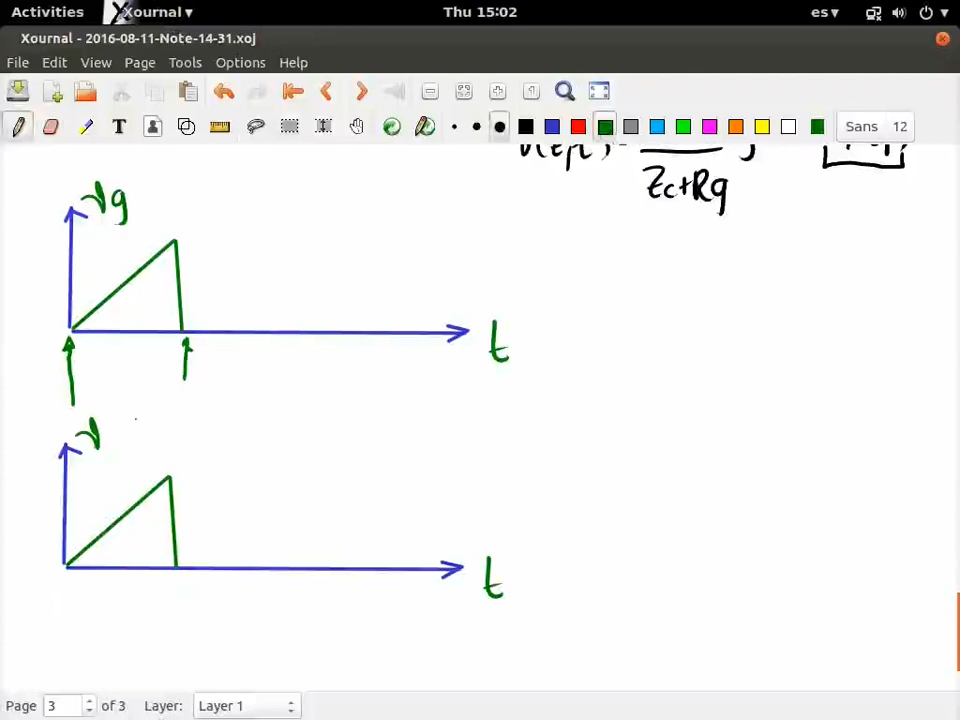 Activities Xournal ▾ Thu 15:02 es ▾
Xournal - 2016-08-11-Note-14-31.xoj
File Edit View Page Tools Options Help
T Sans 12
Zc+Rg
vg
t
v
t
Page 3 of 3 Layer: Layer 1